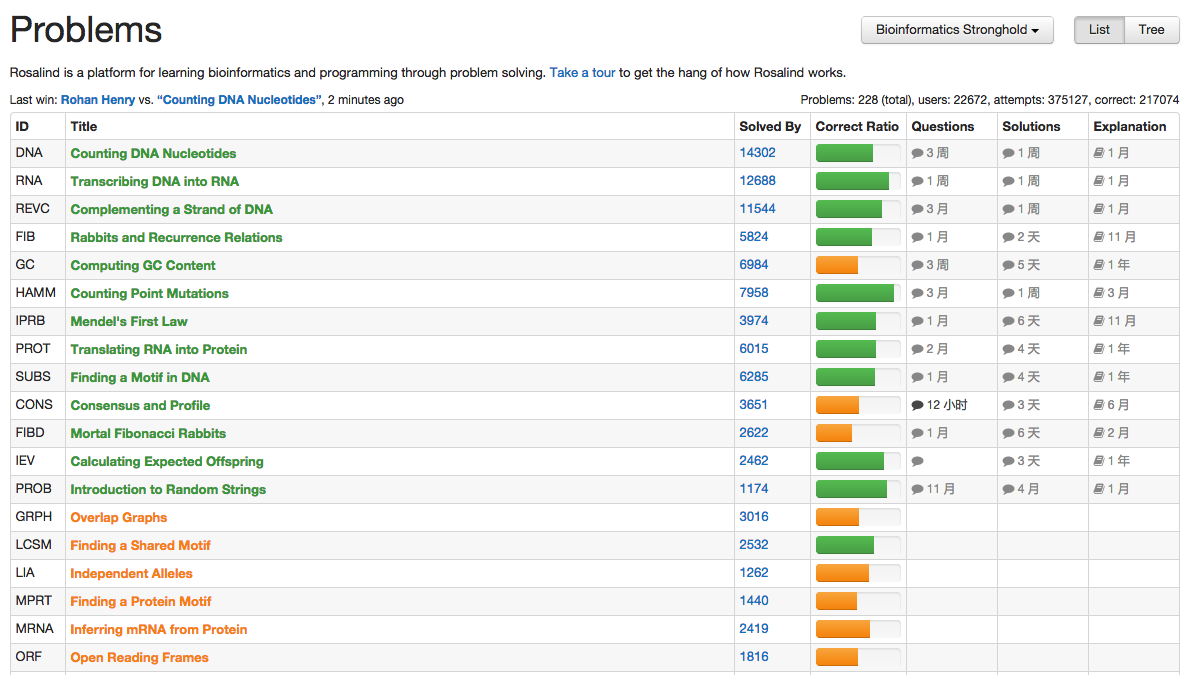 Problems
Bioinformatics Stronghold
List Tree
Rosalind is a platform for learning bioinformatics and programming through problem solving. Take a tour to get the hang of how Rosalind works.
Last win: Rohan Henry vs. “Counting DNA Nucleotides”, 2 minutes ago
Problems: 228 (total), users: 22672, attempts: 375127, correct: 217074
ID Title Solved By Correct Ratio Questions Solutions Explanation
DNA Counting DNA Nucleotides 14302 3 周 1 周 1 月
RNA Transcribing DNA into RNA 12688 1 周 1 周 1 月
REVC Complementing a Strand of DNA 11544 3 月 1 周 1 月
FIB Rabbits and Recurrence Relations 5824 1 月 2 天 11 月
GC Computing GC Content 6984 3 周 5 天 1 年
HAMM Counting Point Mutations 7958 3 月 1 周 3 月
IPRB Mendel's First Law 3974 1 月 6 天 11 月
PROT Translating RNA into Protein 6015 2 月 4 天 1 年
SUBS Finding a Motif in DNA 6285 1 月 4 天 1 年
CONS Consensus and Profile 3651 12 小时 3 天 6 月
FIBD Mortal Fibonacci Rabbits 2622 1 月 6 天 2 月
IEV Calculating Expected Offspring 2462 3 天 1 年
PROB Introduction to Random Strings 1174 11 月 4 月 1 月
GRPH Overlap Graphs 3016
LCSM Finding a Shared Motif 2532
LIA Independent Alleles 1262
MPRT Finding a Protein Motif 1440
MRNA Inferring mRNA from Protein 2419
ORF Open Reading Frames 1816